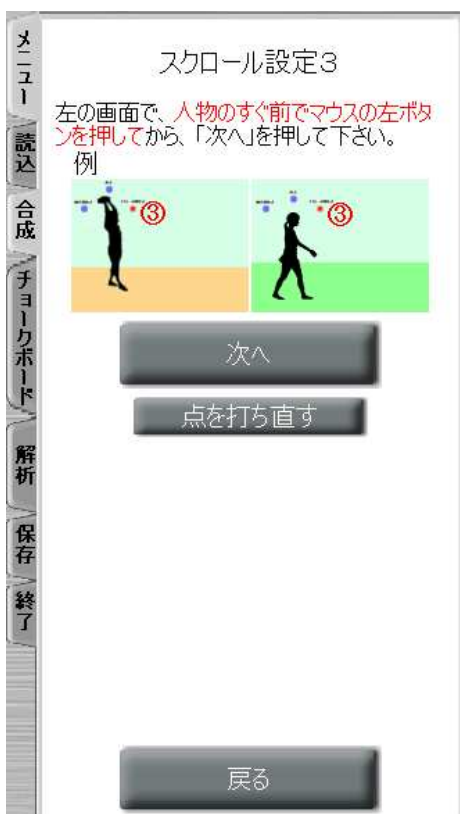 メニュー
読込
合成
チョークボード
解析
保存
終了
スクロール設定3
左の画面で、人物のすぐ前でマウスの左ボタ
ンを押してから、「次へ」を押して下さい。
例
③
③
次へ
点を打ち直す
戻る